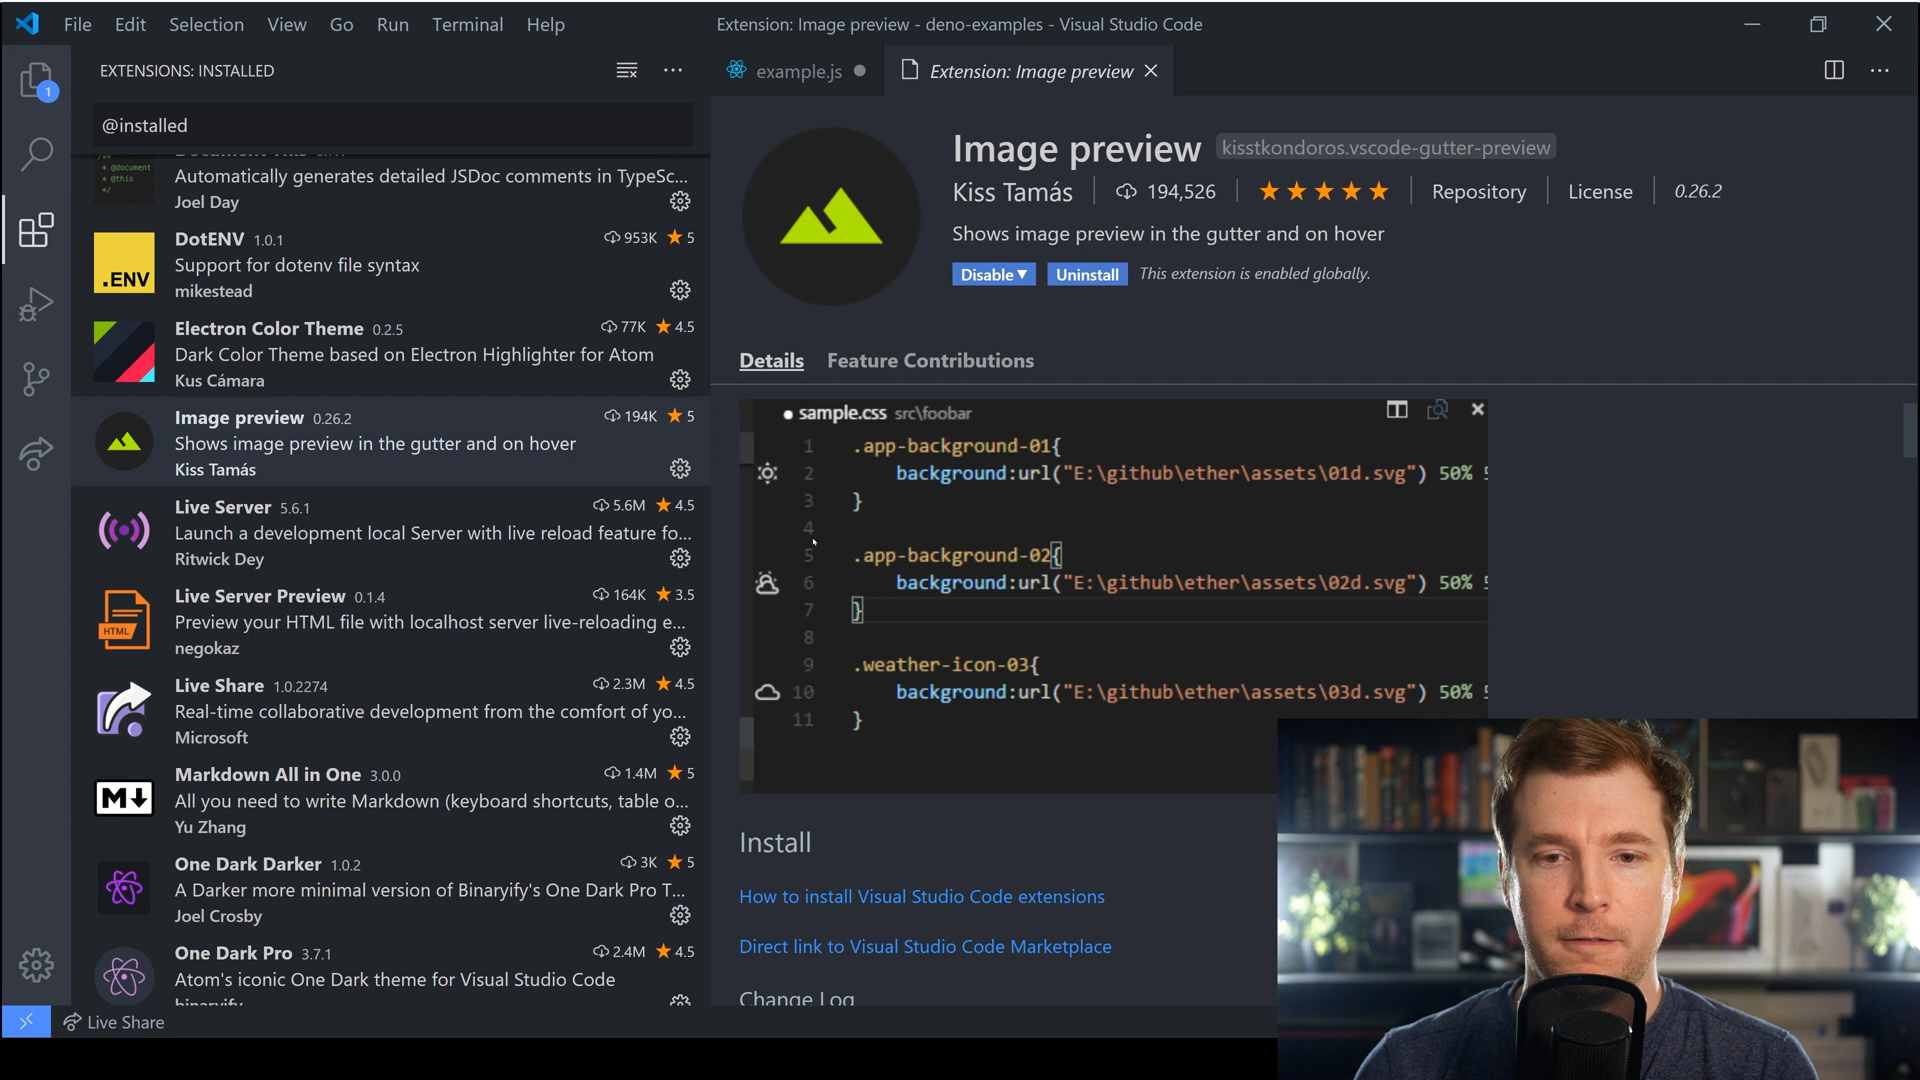 File Edit Selection View Go Run Terminal Help
Extension: Image preview - deno-examples - Visual Studio Code
1
EXTENSIONS: INSTALLED
@installed
* @document
* @this
*/
Automatically generates detailed JSDoc comments in TypeSc...
Joel Day
.ENV
DotENV 1.0.1 953K 5
Support for dotenv file syntax
mikestead
Electron Color Theme 0.2.5 77K 4.5
Dark Color Theme based on Electron Highlighter for Atom
Kus Cámara
Image preview 0.26.2 194K 5
Shows image preview in the gutter and on hover
Kiss Tamás
Live Server 5.6.1 5.6M 4.5
Launch a development local Server with live reload feature fo...
Ritwick Dey
HTML
Live Server Preview 0.1.4 164K 3.5
Preview your HTML file with localhost server live-reloading e...
negokaz
Live Share 1.0.2274 2.3M 4.5
Real-time collaborative development from the comfort of yo...
Microsoft
M
Markdown All in One 3.0.0 1.4M 5
All you need to write Markdown (keyboard shortcuts, table o...
Yu Zhang
One Dark Darker 1.0.2 3K 5
A Darker more minimal version of Binaryify's One Dark Pro T...
Joel Crosby
One Dark Pro 3.7.1 2.4M 4.5
Atom's iconic One Dark theme for Visual Studio Code
Live Share
example.js
Extension: Image preview
Image preview kisstkondoros.vscode-gutter-preview
Kiss Tamás 194,526 Repository License 0.26.2
Shows image preview in the gutter and on hover
Disable Uninstall This extension is enabled globally.
Details Feature Contributions
sample.css src\foobar
1 .app-background-01{
2 background:url("E:\github\ether\assets\01d.svg") 50%
3 }
4
5 .app-background-02{
6 background:url("E:\github\ether\assets\02d.svg") 50%
7 }
8
9 .weather-icon-03{
10 background:url("E:\github\ether\assets\03d.svg") 50%
11 }
Install
How to install Visual Studio Code extensions
Direct link to Visual Studio Code Marketplace
Change Log